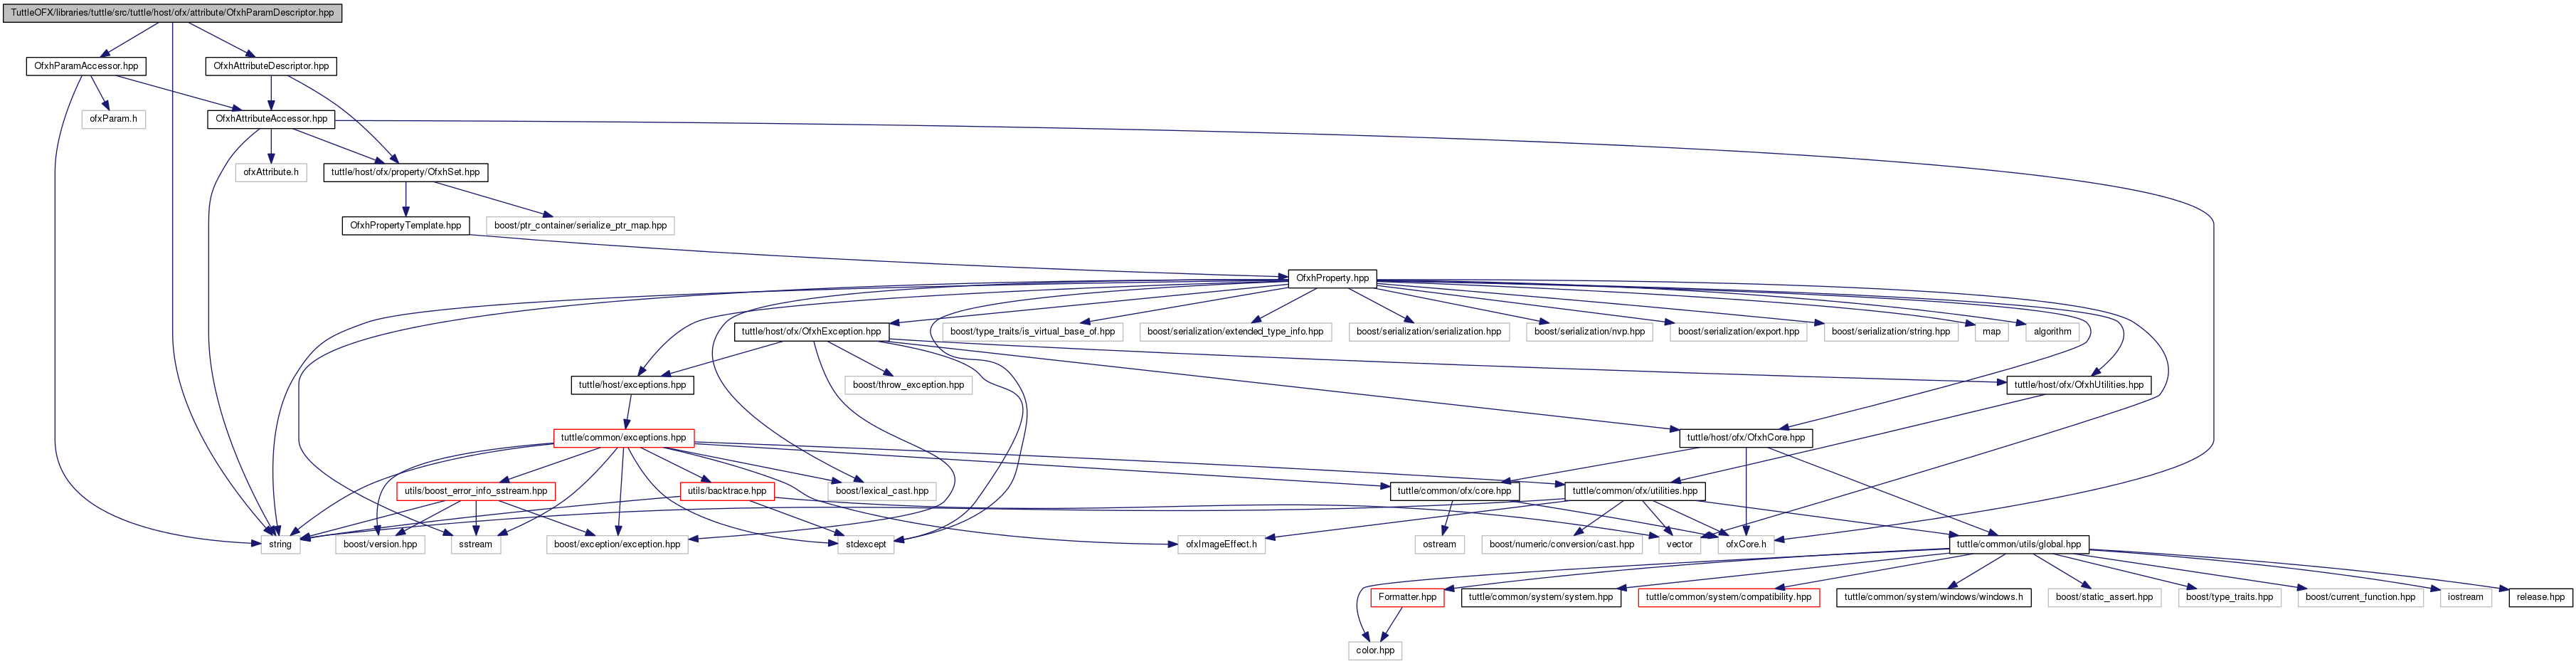 TuttleOFX/libraries/tuttle/src/tuttle/host/ofx/attribute/OfxhParamDescriptor.hpp
OfxhParamAccessor.hpp
OfxhAttributeDescriptor.hpp
ofxParam.h
OfxhAttributeAccessor.hpp
ofxAttribute.h
tuttle/host/ofx/property/OfxhSet.hpp
OfxhPropertyTemplate.hpp
boost/ptr_container/serialize_ptr_map.hpp
OfxhProperty.hpp
tuttle/host/ofx/OfxhException.hpp
boost/type_traits/is_virtual_base_of.hpp
boost/serialization/extended_type_info.hpp
boost/serialization/serialization.hpp
boost/serialization/nvp.hpp
boost/serialization/export.hpp
boost/serialization/string.hpp
map
algorithm
tuttle/host/exceptions.hpp
boost/throw_exception.hpp
tuttle/host/ofx/OfxhUtilities.hpp
tuttle/common/exceptions.hpp
tuttle/host/ofx/OfxhCore.hpp
utils/boost_error_info_sstream.hpp
utils/backtrace.hpp
boost/lexical_cast.hpp
tuttle/common/ofx/core.hpp
tuttle/common/ofx/utilities.hpp
string
boost/version.hpp
sstream
boost/exception/exception.hpp
stdexcept
ofxImageEffect.h
ostream
boost/numeric/conversion/cast.hpp
vector
ofxCore.h
tuttle/common/utils/global.hpp
Formatter.hpp
tuttle/common/system/system.hpp
tuttle/common/system/compatibility.hpp
tuttle/common/system/windows/windows.h
boost/static_assert.hpp
boost/type_traits.hpp
boost/current_function.hpp
iostream
release.hpp
color.hpp